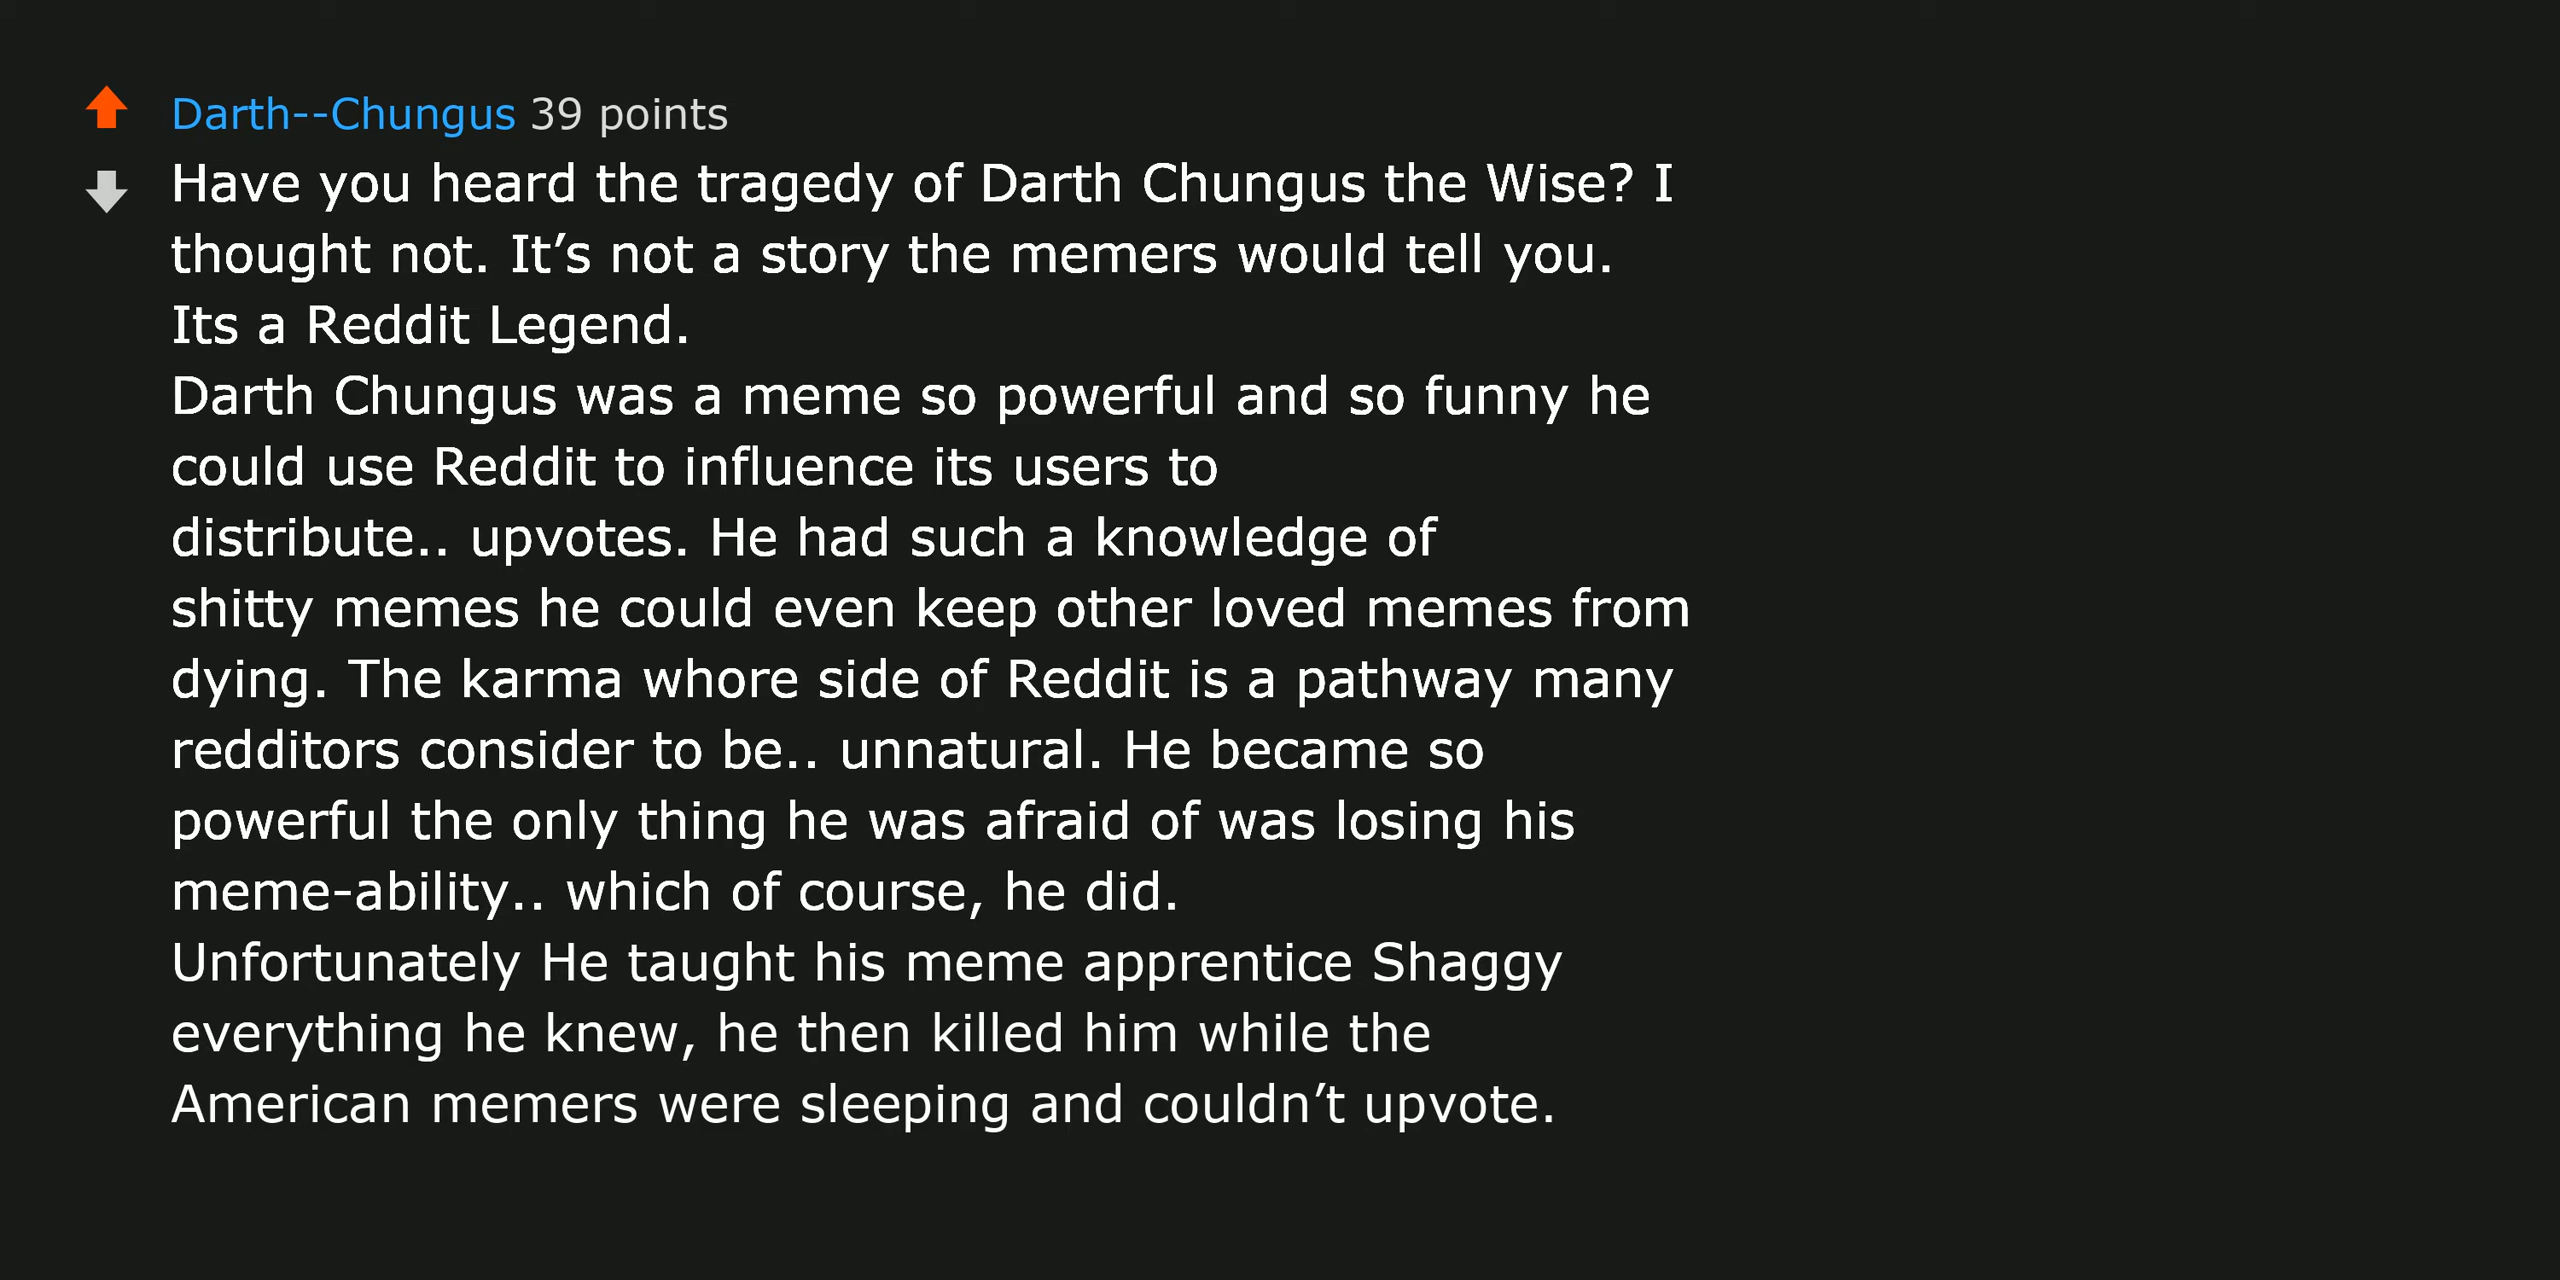 Darth--Chungus 39 points
Have you heard the tragedy of Darth Chungus the Wise? I
thought not. It’s not a story the memers would tell you.
Its a Reddit Legend.
Darth Chungus was a meme so powerful and so funny he
could use Reddit to influence its users to
distribute.. upvotes. He had such a knowledge of
shitty memes he could even keep other loved memes from
dying. The karma whore side of Reddit is a pathway many
redditors consider to be.. unnatural. He became so
powerful the only thing he was afraid of was losing his
meme-ability.. which of course, he did.
Unfortunately He taught his meme apprentice Shaggy
everything he knew, he then killed him while the
American memers were sleeping and couldn’t upvote.